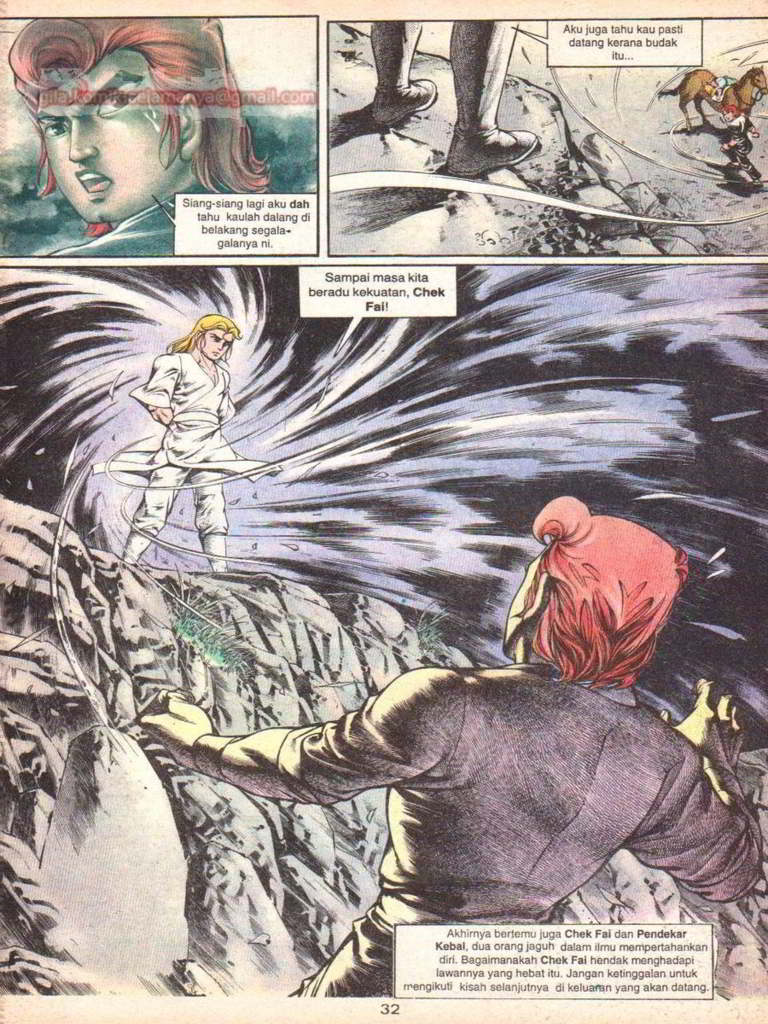 Siang-siang lagi aku dah
tahu kaulah dalang di
belakang segala-
galanya ni.
Aku juga tahu kau pasti
datang kerana budak
itu...
Sampai masa kita
beradu kekuatan, Chek
Fai!
Akhirnya bertemu juga Chek Fai dan Pendekar
Kebal, dua orang jaguh dalam ilmu mempertahankan
diri. Bagaimanakah Chek Fai hendak menghadapi
lawannya yang hebat itu. Jangan ketinggalan untuk
mengikuti kisah selanjutnya di keluaran yang akan datang.
32